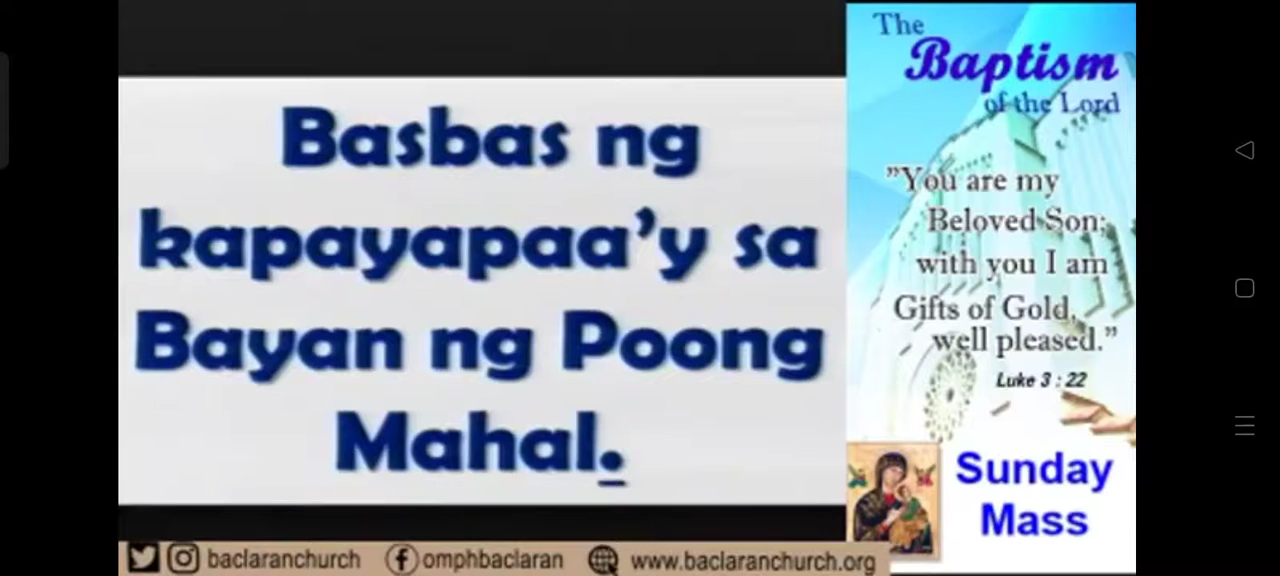 Basbas ng
kapayapaa’y sa
Bayan ng Poong
Mahal.
The
Baptism
of the Lord
”You are my
Beloved Son;
with you I am
Gifts of Gold,
well pleased.”
Luke 3 : 22
Sunday
Mass
baclaranchurch omphbaclaran www.baclaranchurch.org